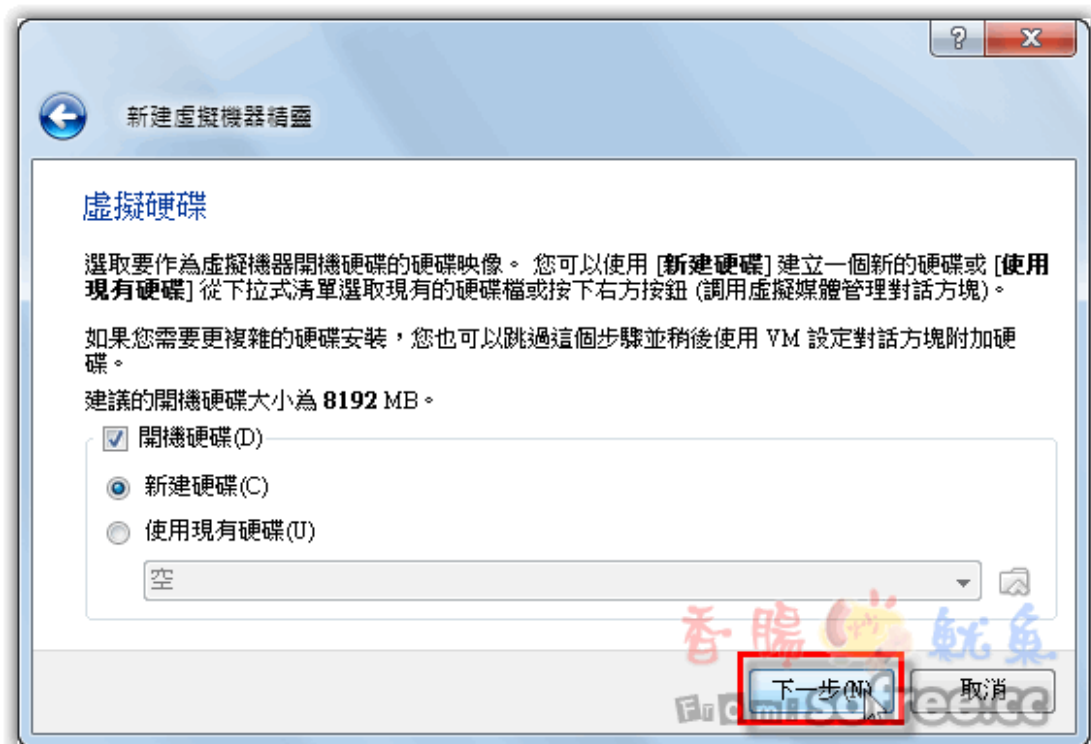 新建虛擬機器精靈
虛擬硬碟
選取要作為虛擬機器開機硬碟的硬碟映像。 您可以使用 [新建硬碟] 建立一個新的硬碟或 [使用
現有硬碟] 從下拉式清單選取現有的硬碟檔或按下右方按鈕 (調用虛擬媒體管理對話方塊)。
如果您需要更複雜的硬碟安裝，您也可以跳過這個步驟並稍後使用 VM 設定對話方塊附加硬
碟。
建議的開機硬碟大小為 8192 MB。
開機硬碟(D)
新建硬碟(C)
使用現有硬碟(U)
空
香腸 魷魚
下一步(N) 取消
From: sofree.cc